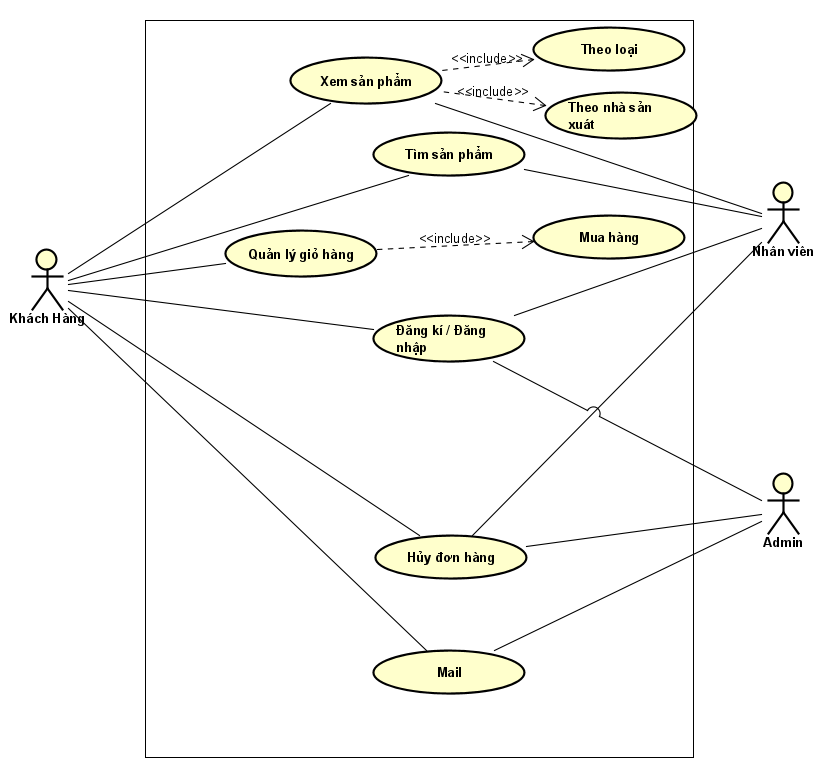 Theo loại
<<include>>
Xem sản phẩm
<<include>>
Theo nhà sản
xuát
Tìm sản phẩm
<<include>>
Mua hàng
Quản lý giỏ hàng
Nhân viên
Khách Hàng
Đăng kí / Đăng
nhập
Admin
Hủy đơn hàng
Mail